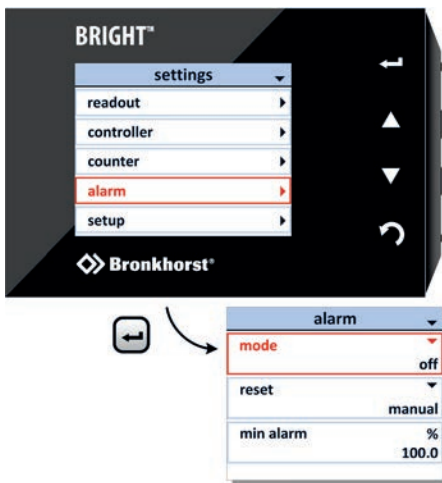 BRIGHT™
settings
readout
controller
counter
alarm
setup
Bronkhorst®
alarm
mode
off
reset
manual
min alarm %
100.0